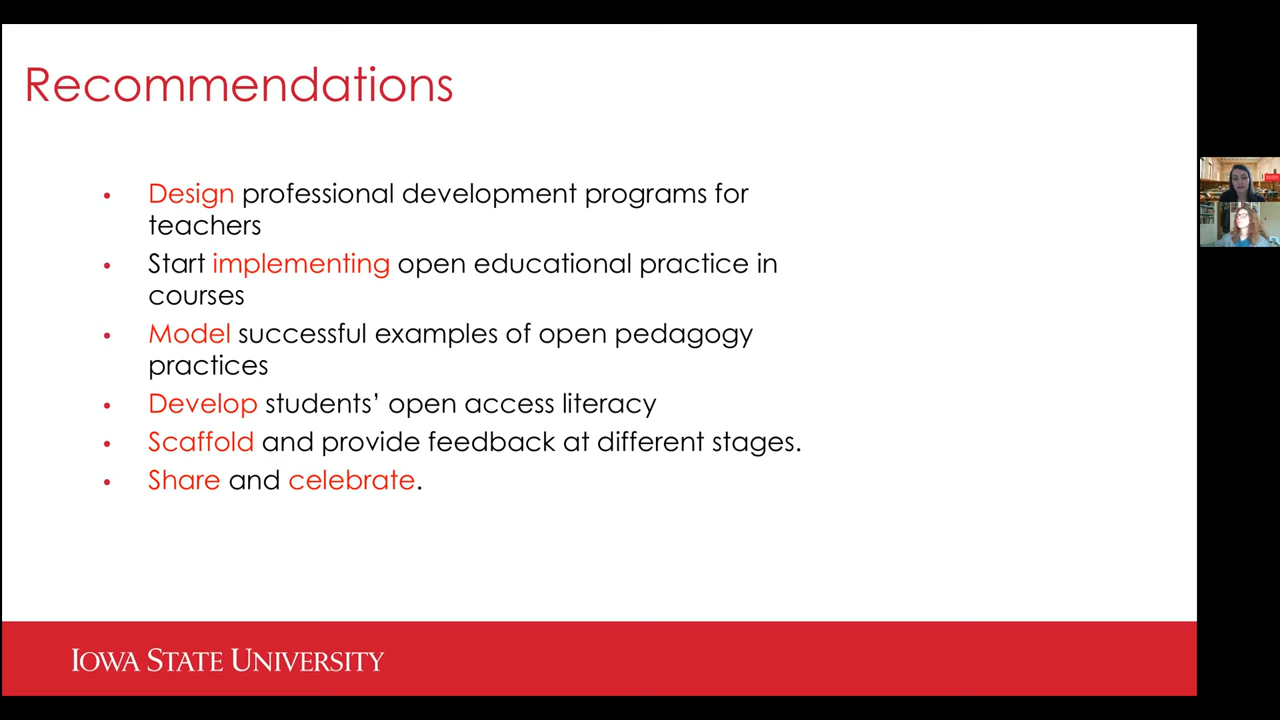 Recommendations
• Design professional development programs for
teachers
• Start implementing open educational practice in
courses
• Model successful examples of open pedagogy
practices
• Develop students’ open access literacy
• Scaffold and provide feedback at different stages.
• Share and celebrate.
IOWA STATE UNIVERSITY